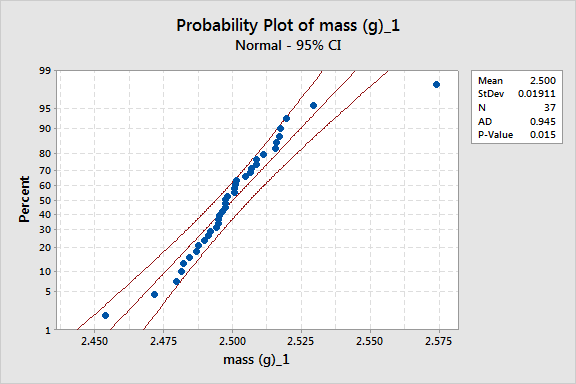 Probability Plot of mass (g)_1
Normal - 95% CI
99
95
90
80
70
60
50
40
30
20
10
5
1
Percent
2.450 2.475 2.500 2.525 2.550 2.575
mass (g)_1
Mean 2.500
StDev 0.01911
N 37
AD 0.945
P-Value 0.015